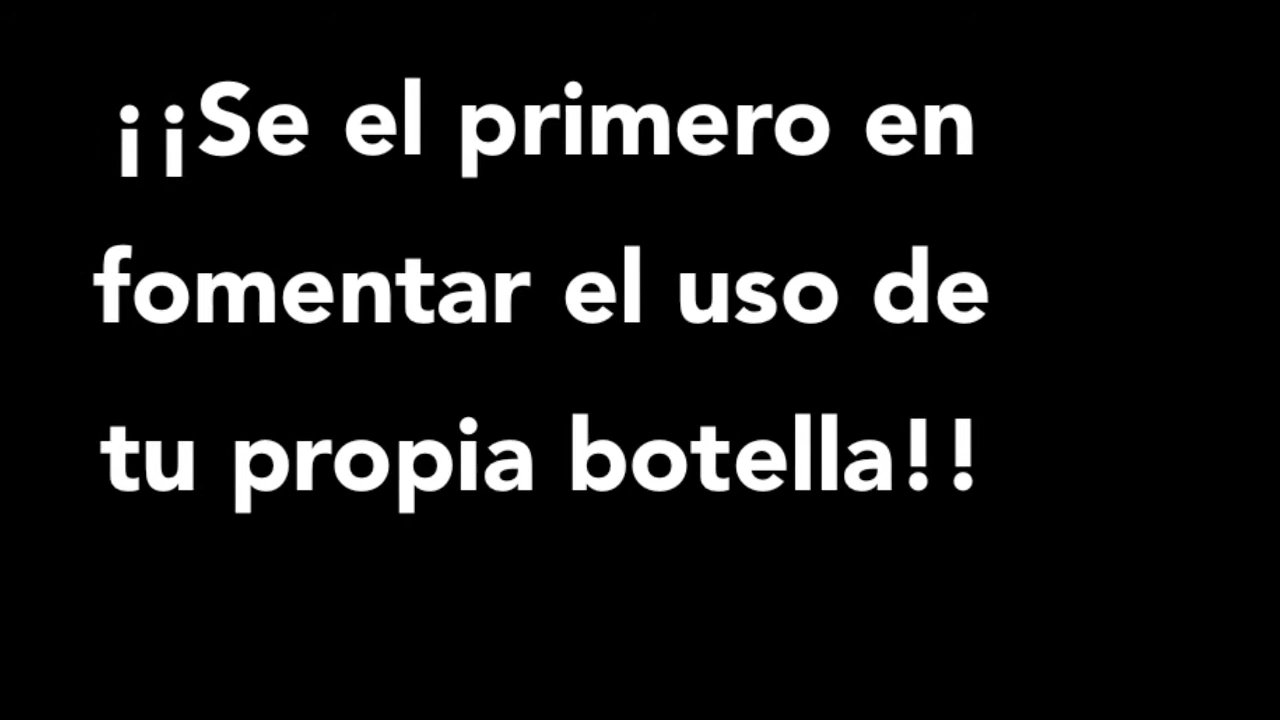 ¡¡Se el primero en
fomentar el uso de
tu propia botella!!